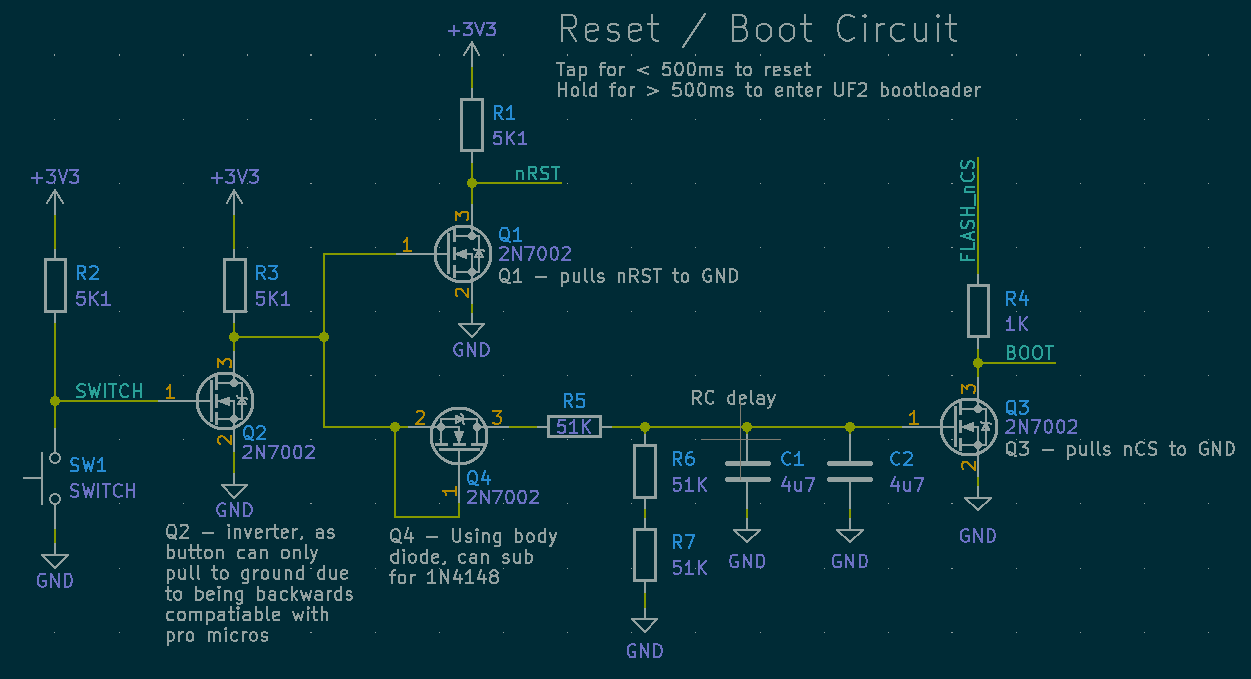 Reset / Boot Circuit
Tap for < 500ms to reset
Hold for > 500ms to enter UF2 bootloader
+3V3
R1
5K1
nRST
3
1
Q1
2N7002
Q1 — pulls nRST to GND
2
GND
+3V3
R2
5K1
SWITCH
SW1
SWITCH
GND
+3V3
R3
5K1
3
1
2
Q2
2N7002
GND
Q2 — inverter, as
button can only
pull to ground due
to being backwards
compatiable with
pro micros
2
3
1
Q4
2N7002
Q4 — Using body
diode, can sub
for 1N4148
R5
51K
R6
51K
R7
51K
GND
RC delay
C1
4u7
GND
C2
4u7
GND
FLASH_nCS
R4
1K
BOOT
3
1
Q3
2N7002
Q3 — pulls nCS to GND
2
GND